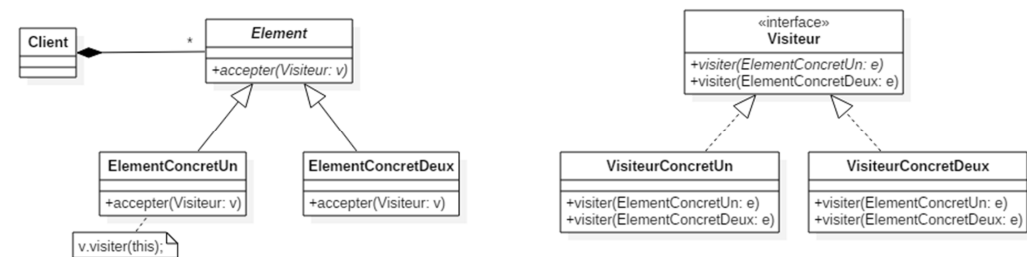 Client
*
Element
+accepter(Visiteur: v)
ElementConcretUn
+accepter(Visiteur: v)
v.visiter(this);
ElementConcretDeux
+accepter(Visiteur: v)
«interface»
Visiteur
+visiter(ElementConcretUn: e)
+visiter(ElementConcretDeux: e)
VisiteurConcretUn
+visiter(ElementConcretUn: e)
+visiter(ElementConcretDeux: e)
VisiteurConcretDeux
+visiter(ElementConcretUn: e)
+visiter(ElementConcretDeux: e)